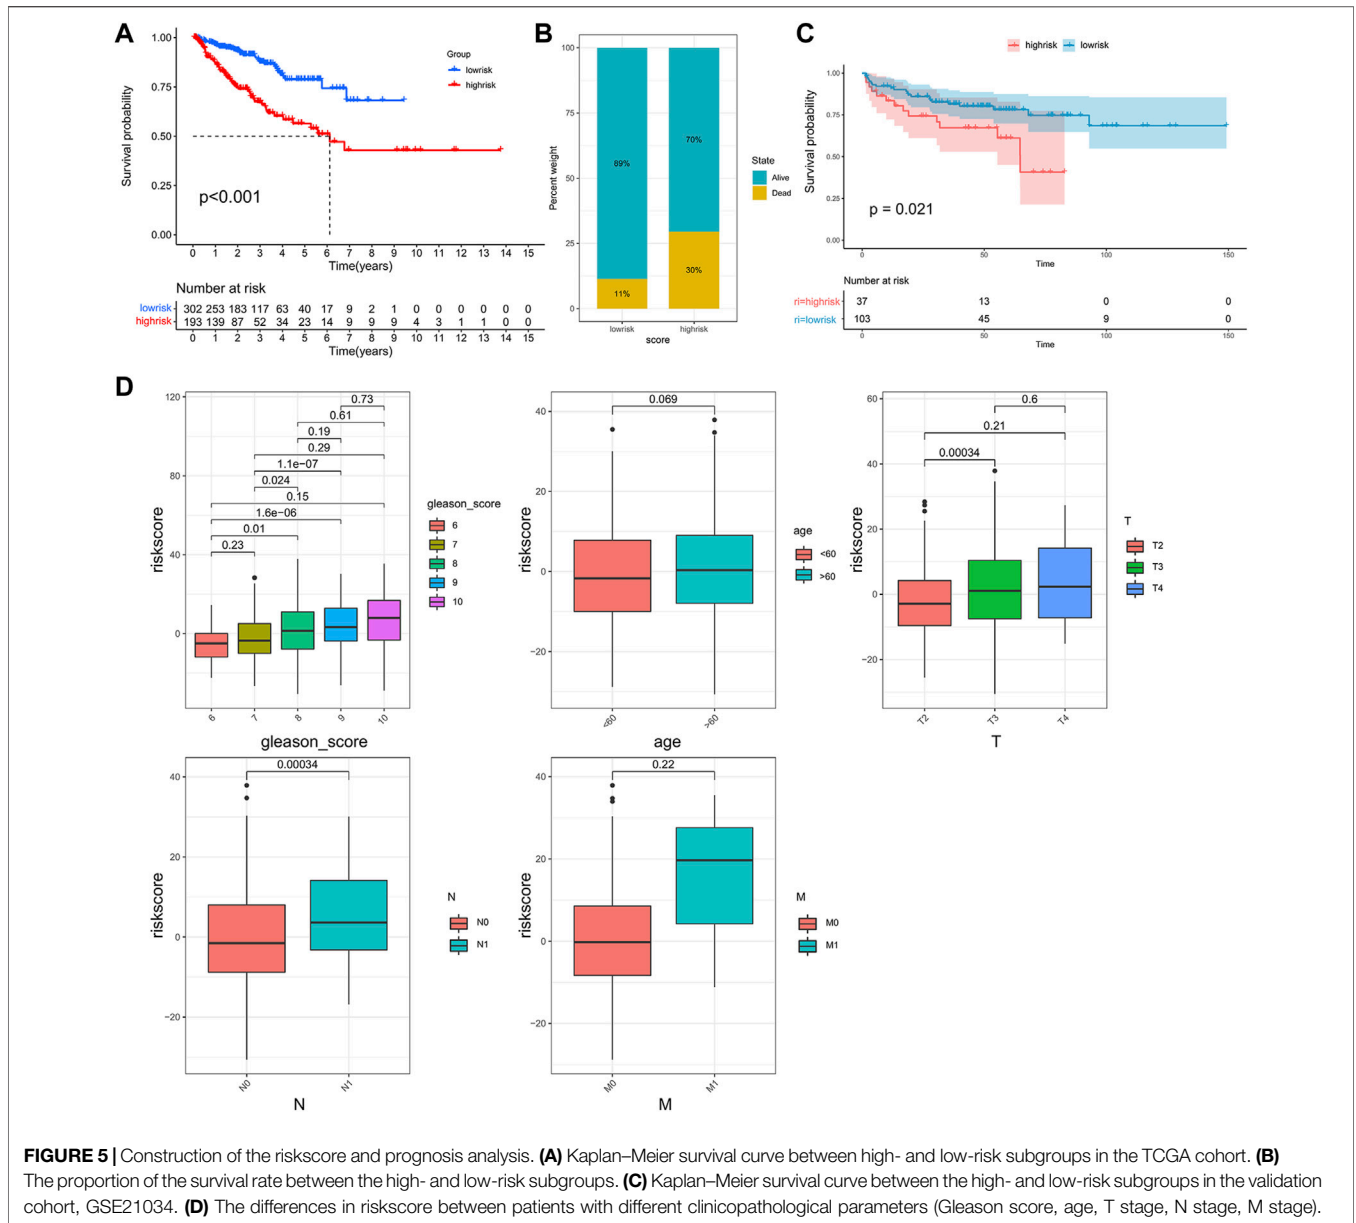 A
1.00
0.75
0.50
0.25
0.00
Survival probability
Group
lowrisk
highrisk
p<0.001
0 1 2 3 4 5 6 7 8 9 10 11 12 13 14 15
Time(years)
Number at risk
lowrisk 302 253 183 117 63 40 17 9 2 1 0 0 0 0 0 0
highrisk 193 139 87 52 34 23 14 9 9 9 4 3 1 1 0 0
0 1 2 3 4 5 6 7 8 9 10 11 12 13 14 15
Time(years)
B
100
75
50
25
0
Percent weight
89%
70%
11%
30%
lowrisk highrisk
score
State
Alive
Dead
C
highrisk lowrisk
1.00
0.75
0.50
0.25
0.00
Survival probability
p = 0.021
0 50 100 150
Time
Number at risk
ri=highrisk 37 13 0 0
ri=lowrisk 103 45 9 0
0 50 100 150
Time
D
120
80
40
0
riskscore
0.73
0.61
0.19
0.29
1.1e-07
0.024
0.15
1.6e-06
0.01
0.23
6 7 8 9 10
gleason_score
gleason_score
6
7
8
9
10
40
20
0
−20
riskscore
0.069
<60 >60
age
age
<60
>60
60
40
20
0
−20
riskscore
0.6
0.21
0.00034
T2 T3 T4
T
T
T2
T3
T4
40
20
0
−20
riskscore
0.00034
N0 N1
N
N
N0
N1
40
20
0
−20
riskscore
0.22
M0 M1
M
M
M0
M1
FIGURE 5 | Construction of the riskscore and prognosis analysis. (A) Kaplan–Meier survival curve between high- and low-risk subgroups in the TCGA cohort. (B)
The proportion of the survival rate between the high- and low-risk subgroups. (C) Kaplan–Meier survival curve between the high- and low-risk subgroups in the validation
cohort, GSE21034. (D) The differences in riskscore between patients with different clinicopathological parameters (Gleason score, age, T stage, N stage, M stage).